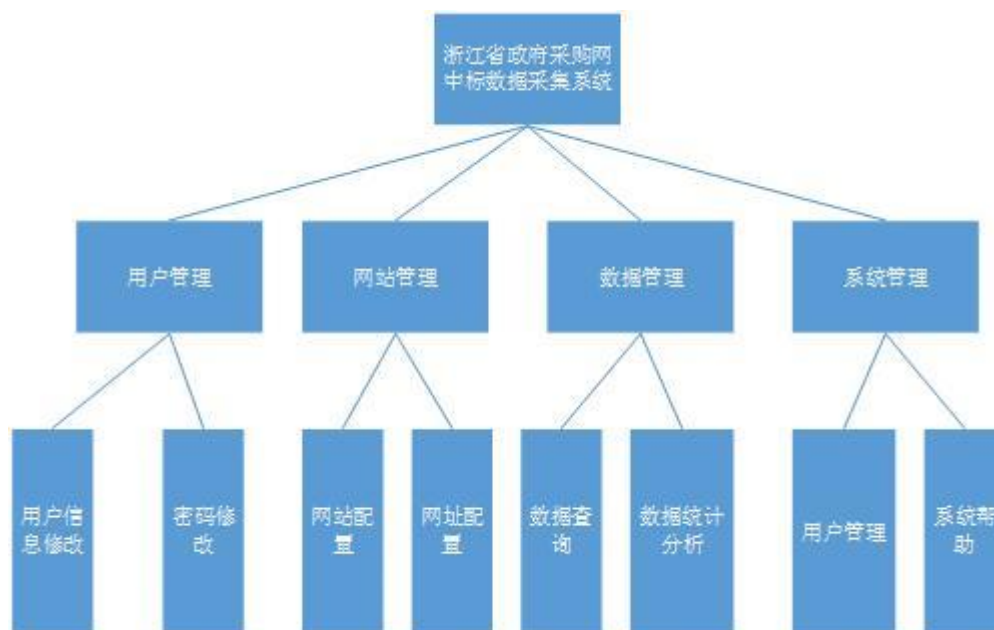 浙江省政府采购网
中标数据采集系统
用户管理
网站管理
数据管理
系统管理
用户信
息修改
密码修
改
网站配
置
网址配
置
数据查
询
数据统计
分析
用户管理
系统帮
助